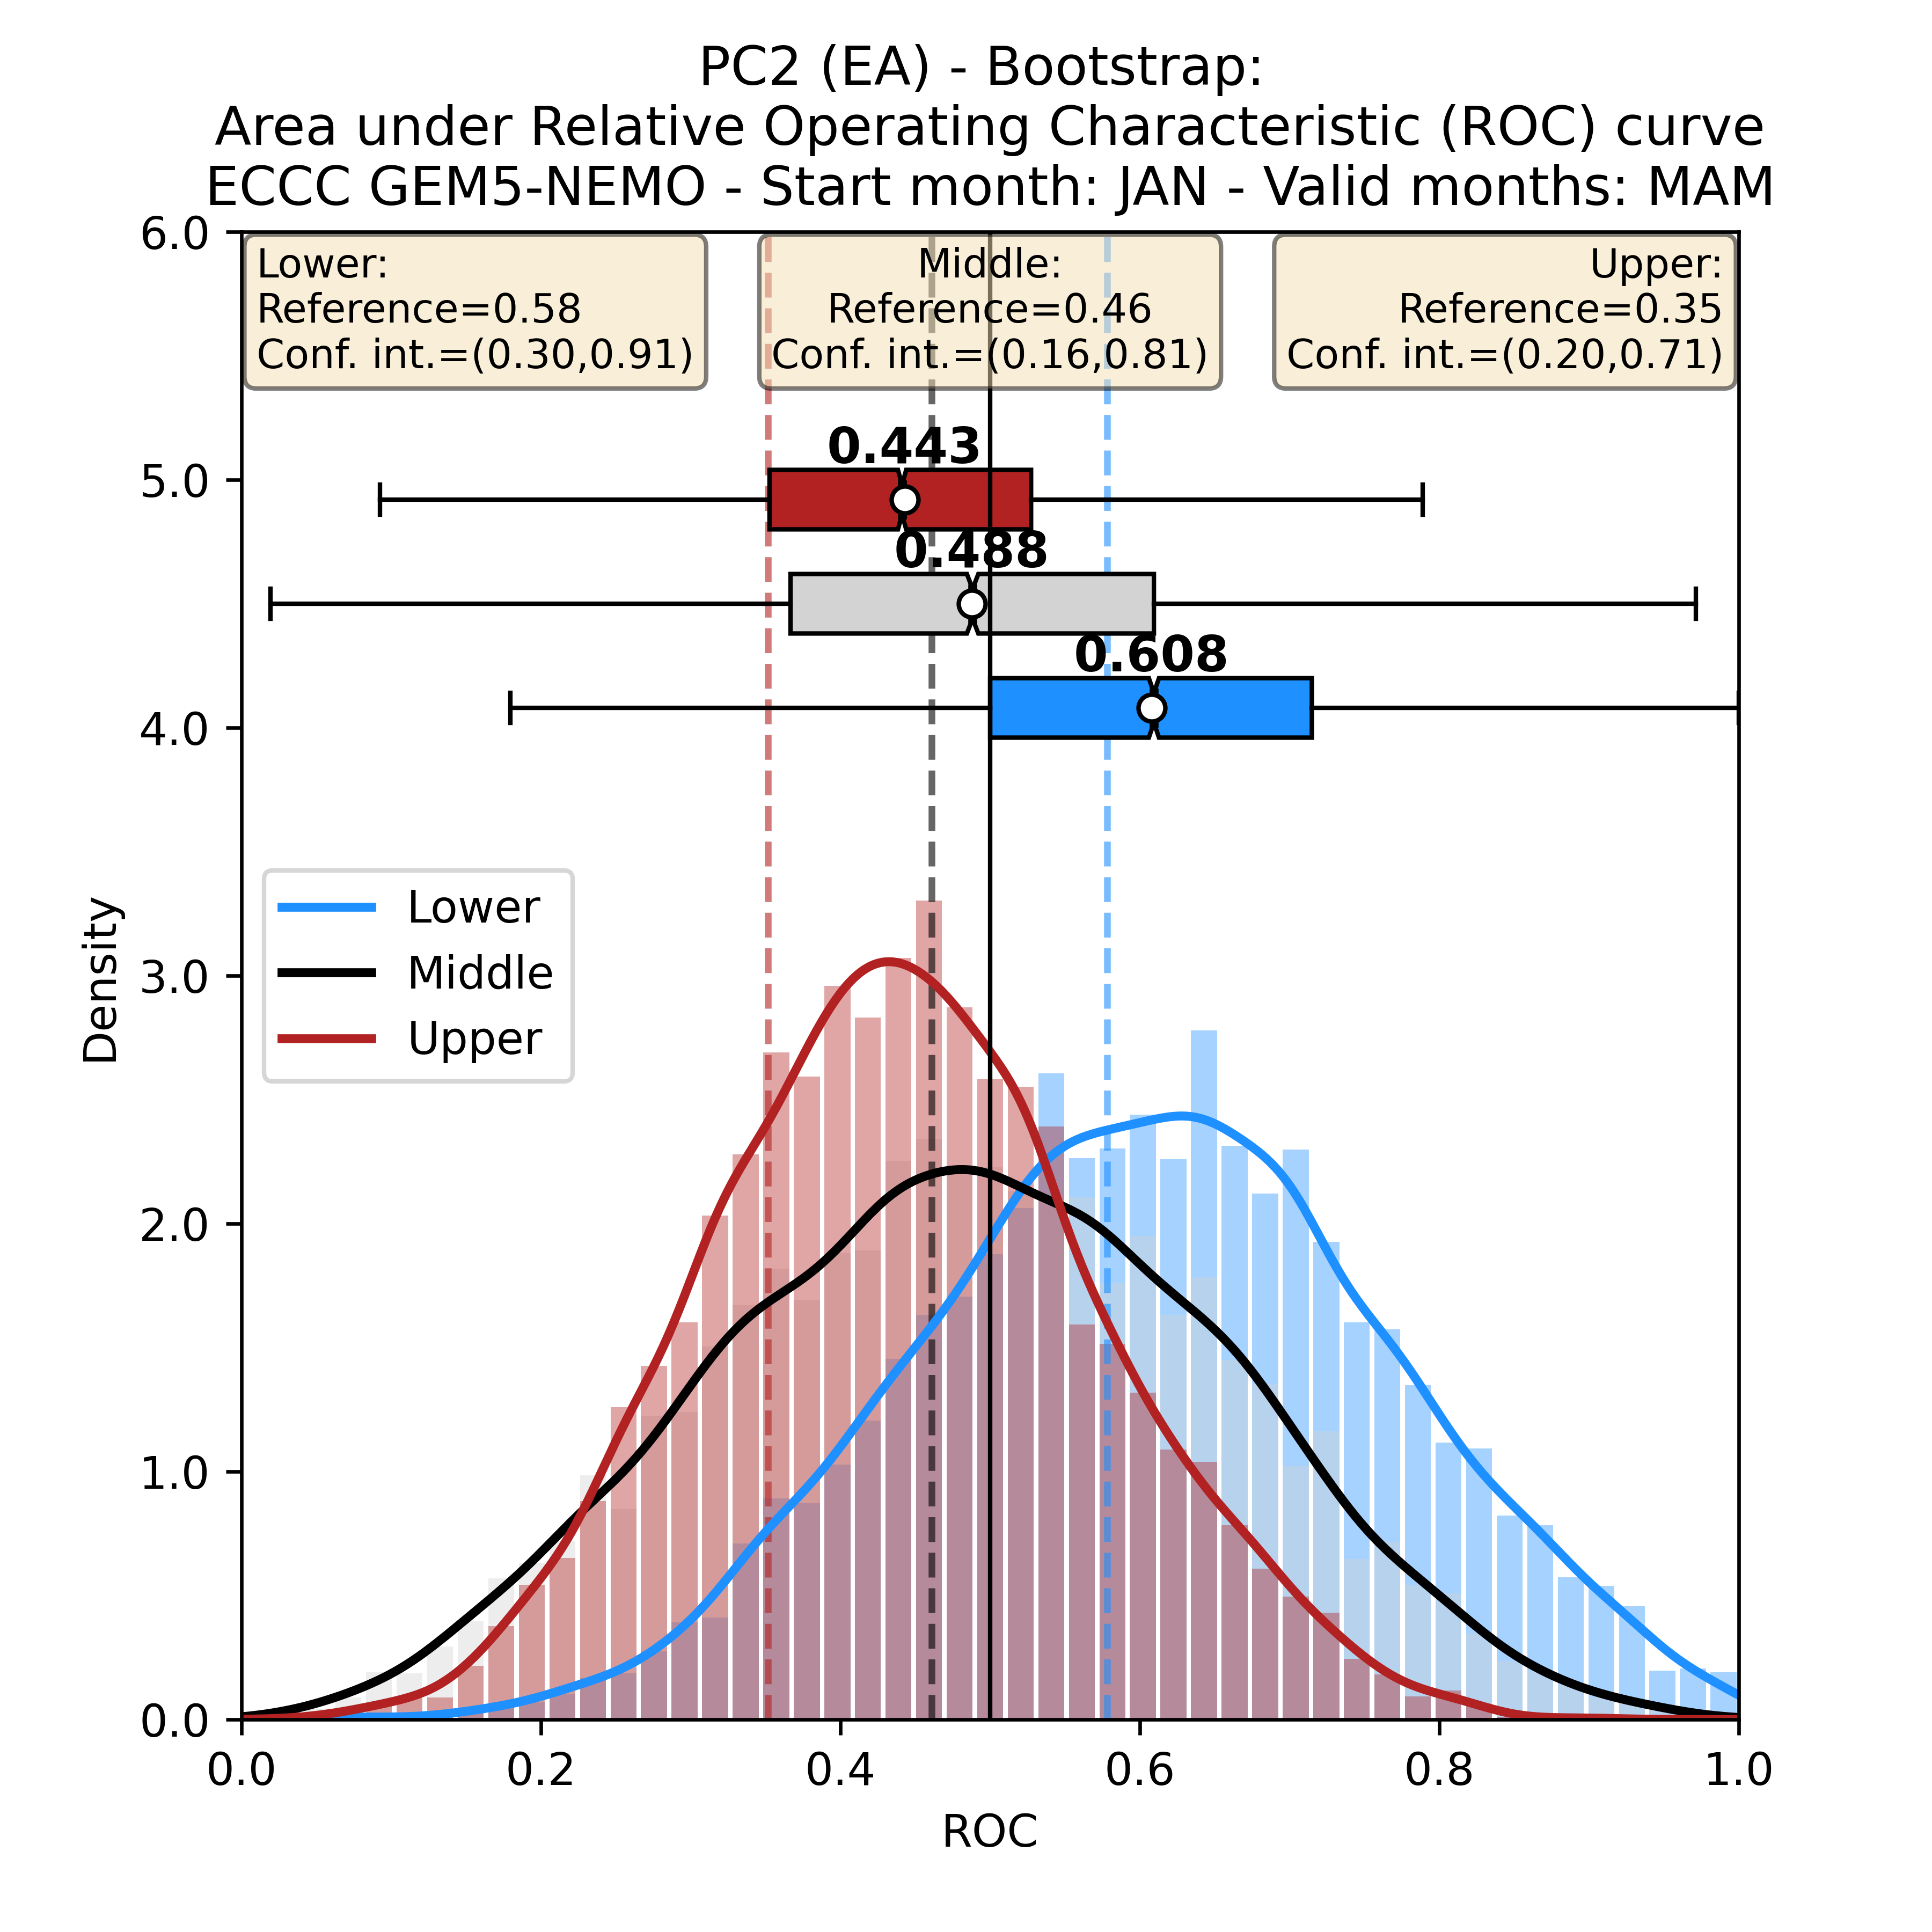 PC2 (EA) - Bootstrap:
Area under Relative Operating Characteristic (ROC) curve
ECCC GEM5-NEMO - Start month: JAN - Valid months: MAM
Lower:
Reference=0.58
Conf. int.=(0.30,0.91)
Middle:
Reference=0.46
Conf. int.=(0.16,0.81)
Upper:
Reference=0.35
Conf. int.=(0.20,0.71)
0.443
0.488
0.608
Lower
Middle
Upper
6.0
5.0
4.0
3.0
2.0
1.0
0.0
Density
0.0
0.2
0.4
0.6
0.8
1.0
ROC